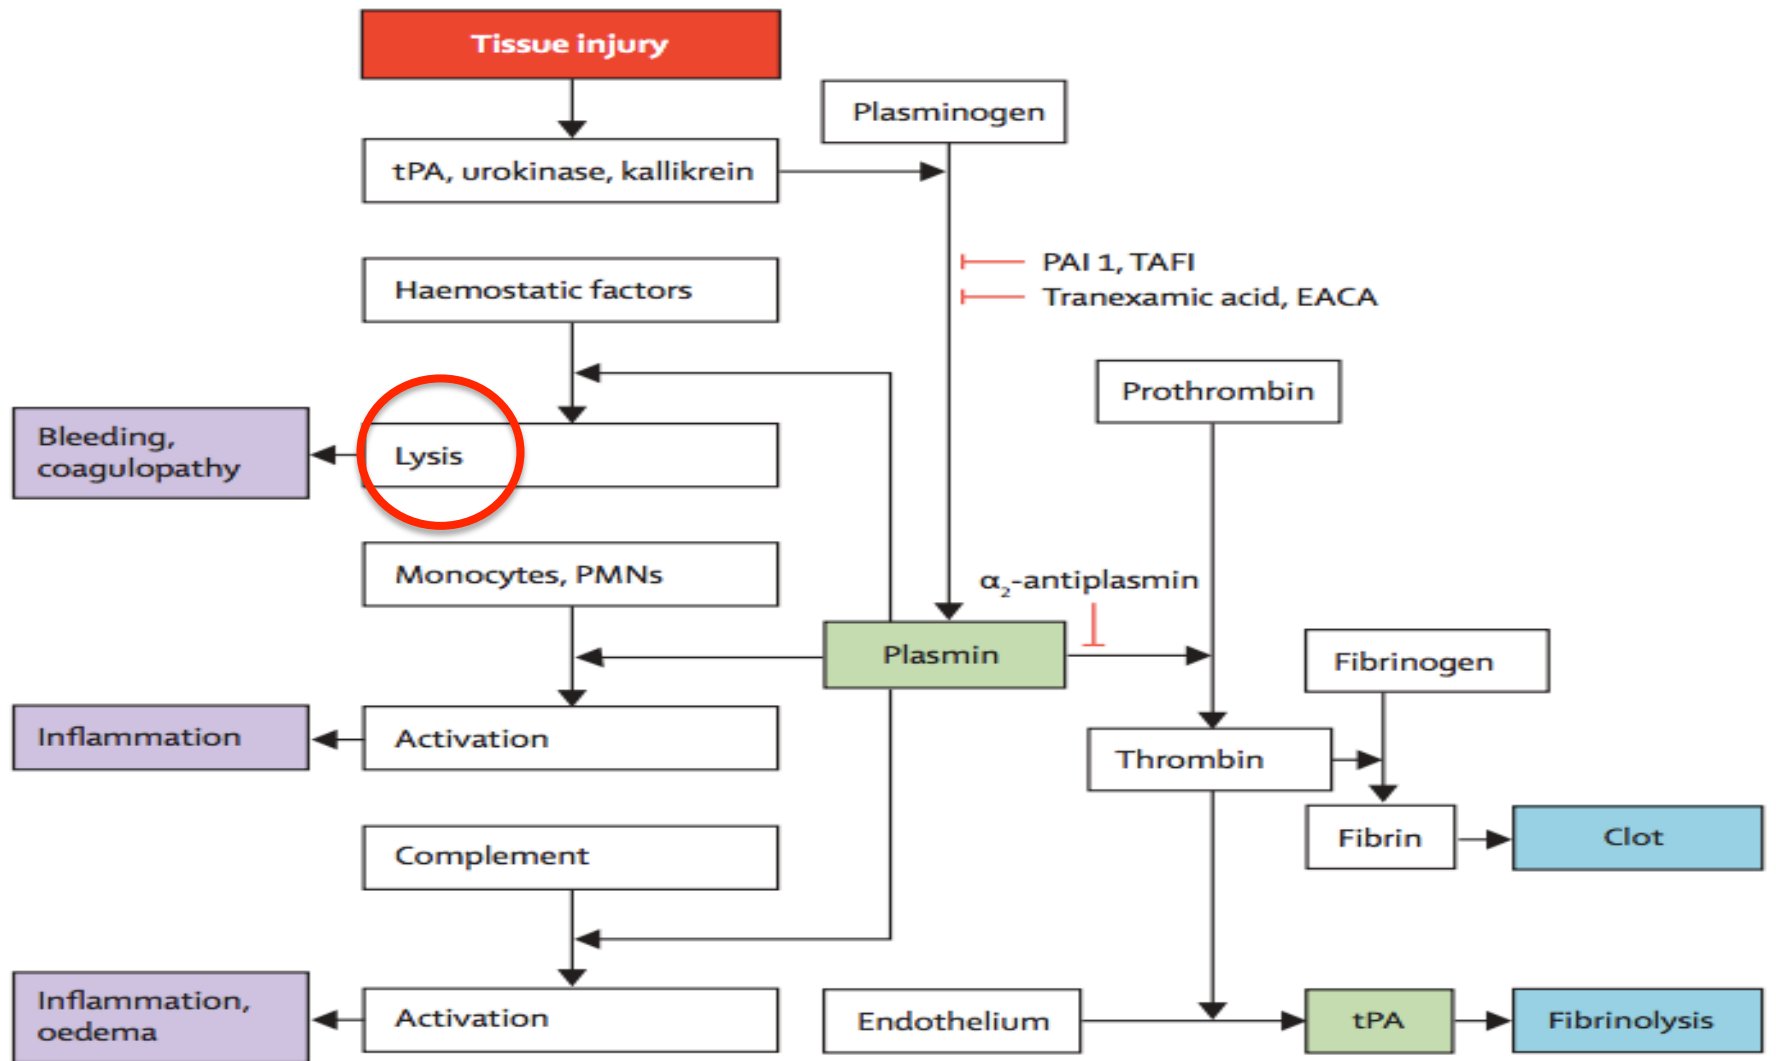 Tissue injury
Plasminogen
tPA, urokinase, kallikrein
PAI 1, TAFI
Haemostatic factors
Tranexamic acid, EACA
Prothrombin
Bleeding,
coagulopathy
Lysis
Monocytes, PMNs
α₂-antiplasmin
Plasmin
Fibrinogen
Inflammation
Activation
Thrombin
Complement
Fibrin
Clot
Inflammation,
oedema
Activation
Endothelium
tPA
Fibrinolysis